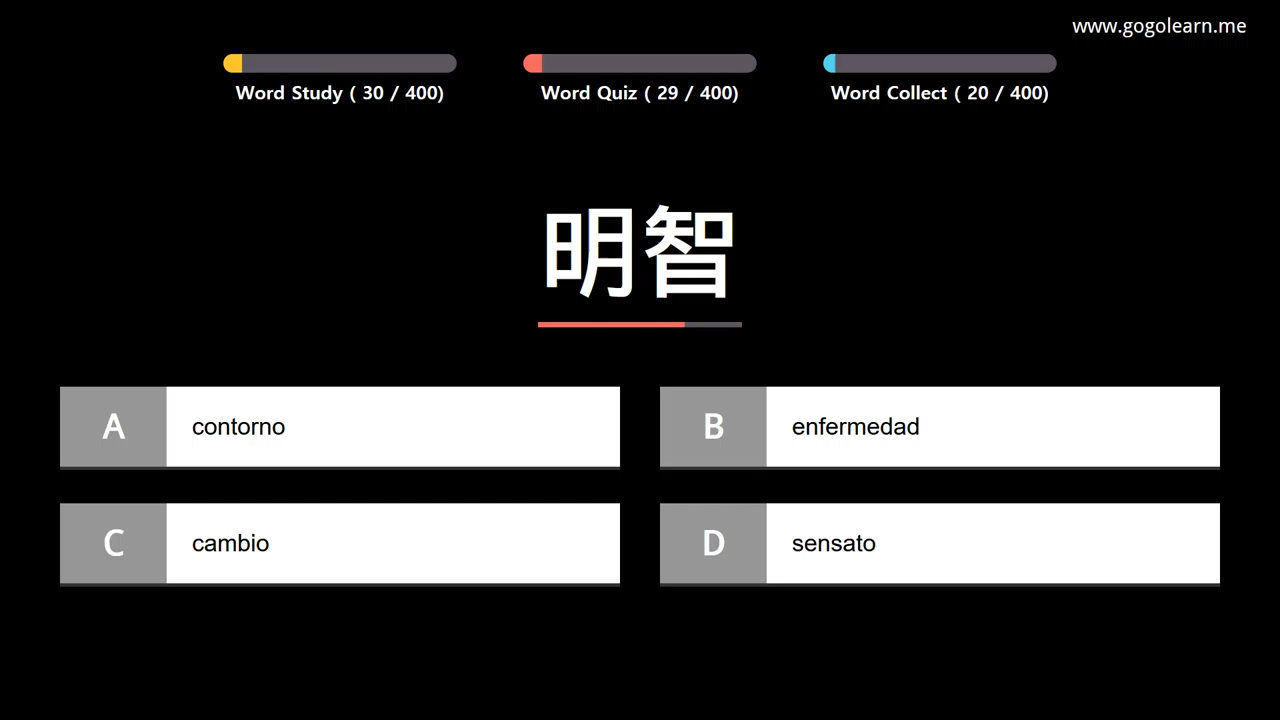 www.gogolearn.me
Word Study ( 30 / 400)
Word Quiz ( 29 / 400)
Word Collect ( 20 / 400)
明智
A
contorno
B
enfermedad
C
cambio
D
sensato